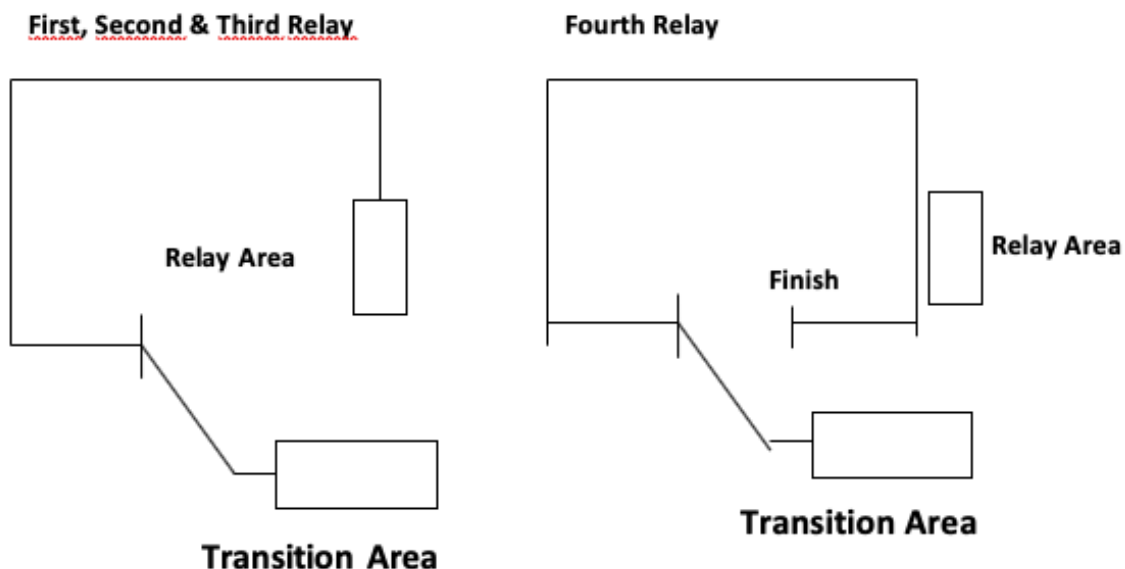 First, Second & Third Relay
Relay Area
Transition Area
Fourth Relay
Relay Area
Finish
Transition Area